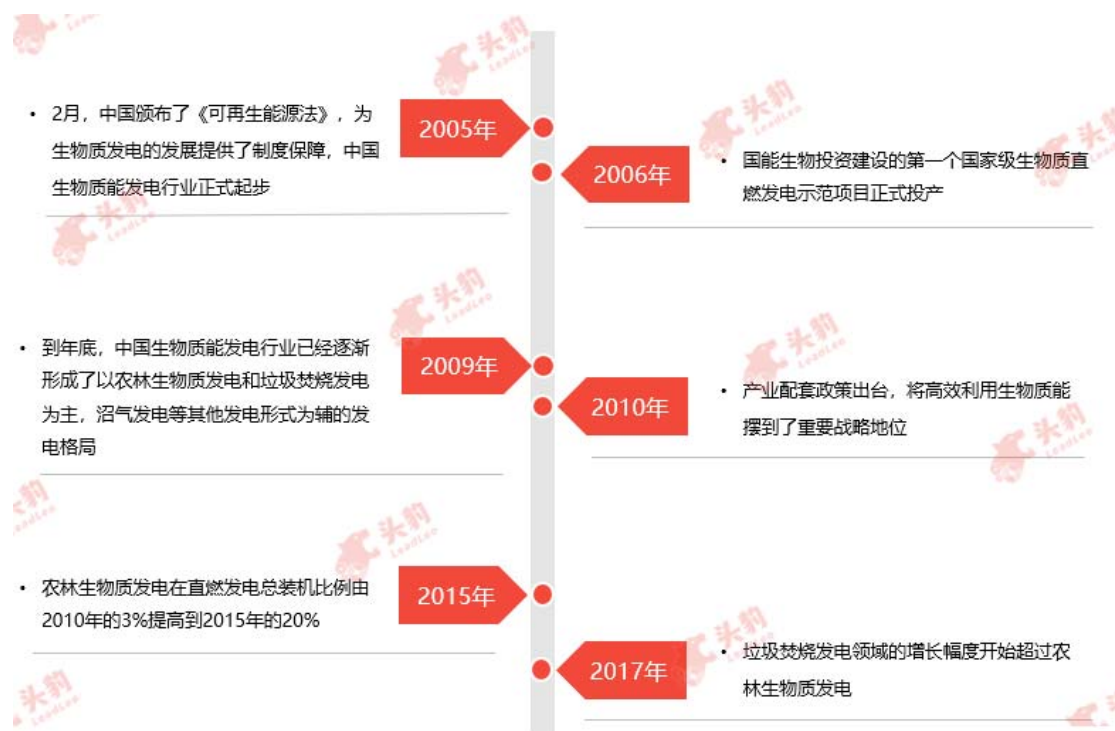 • 2月，中国颁布了《可再生能源法》，为
生物质发电的发展提供了制度保障，中国
生物质能发电行业正式起步
2005年
2006年
• 国能生物投资建设的第一个国家级生物质直
燃发电示范项目正式投产
• 到年底，中国生物质能发电行业已经逐渐
形成了以农林生物质发电和垃圾焚烧发电
为主，沼气发电等其他发电形式为辅的发
电格局
2009年
2010年
• 产业配套政策出台，将高效利用生物质能
摆到了重要战略地位
• 农林生物质发电在直燃发电总装机比例由
2010年的3%提高到2015年的20%
2015年
2017年
• 垃圾焚烧发电领域的增长幅度开始超过农
林生物质发电
头豹
LeadLeo